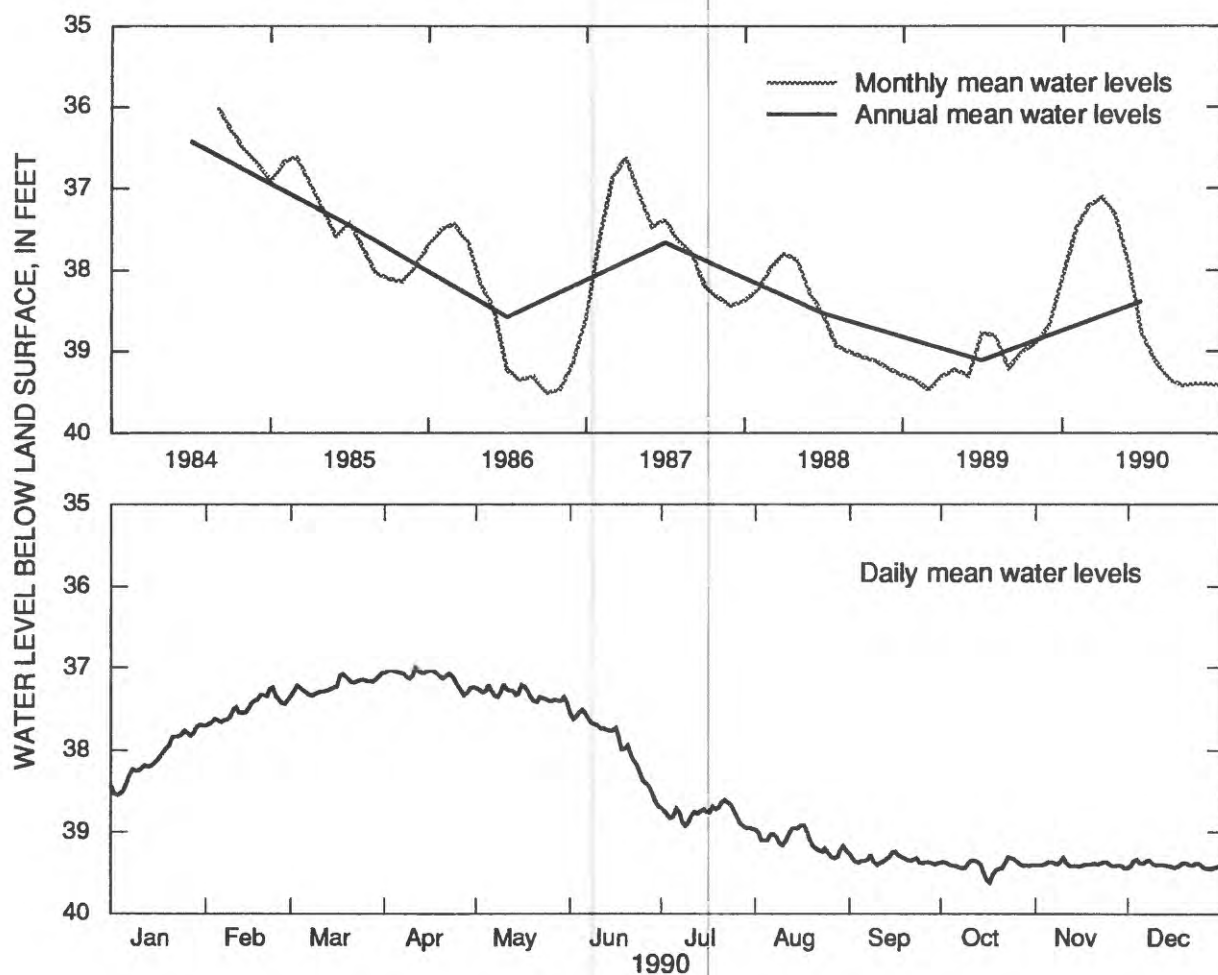 WATER LEVEL BELOW LAND SURFACE, IN FEET
35
36
37
38
39
40
Monthly mean water levels
Annual mean water levels
1984 1985 1986 1987 1988 1989 1990
35
36
37
38
39
40
Daily mean water levels
Jan Feb Mar Apr May Jun Jul Aug Sep Oct Nov Dec
1990